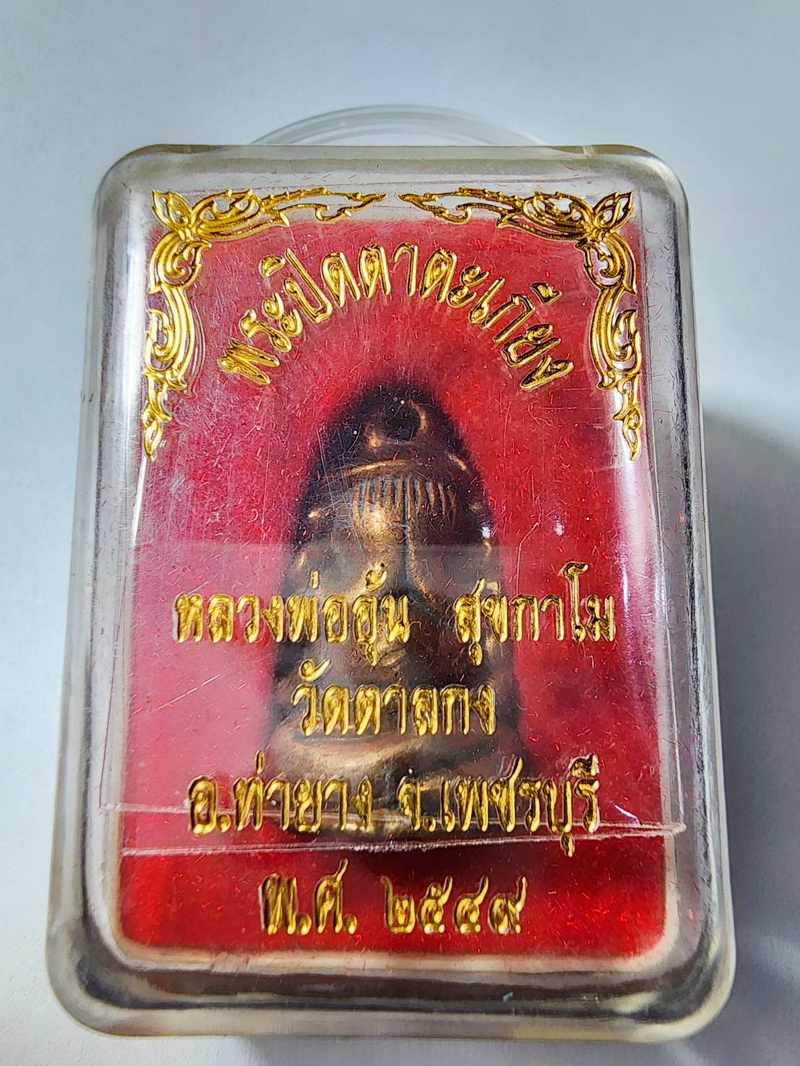 พระปิดตาตะเกียง
หลวงพ่ออุ้น สุขกาโม
วัดตาลกง
อ.ท่ายาง จ.เพชรบุรี
พ.ศ. ๒๕๔๙